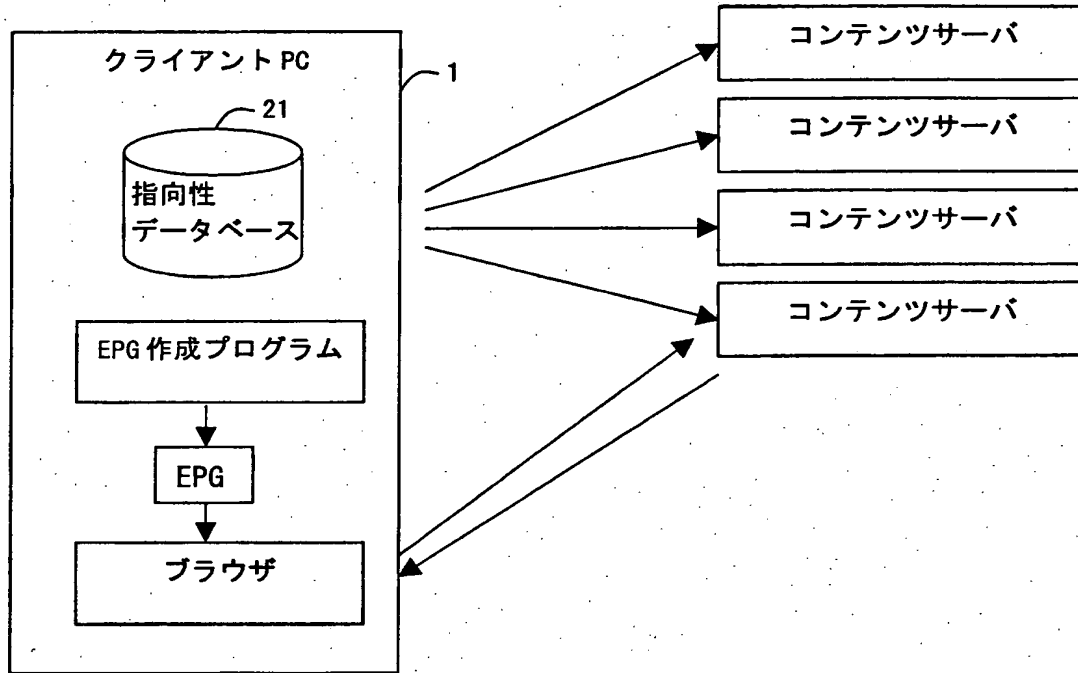 クライアントPC
1
21
指向性
データベース
EPG作成プログラム
EPG
ブラウザ
コンテンツサーバ
コンテンツサーバ
コンテンツサーバ
コンテンツサーバ